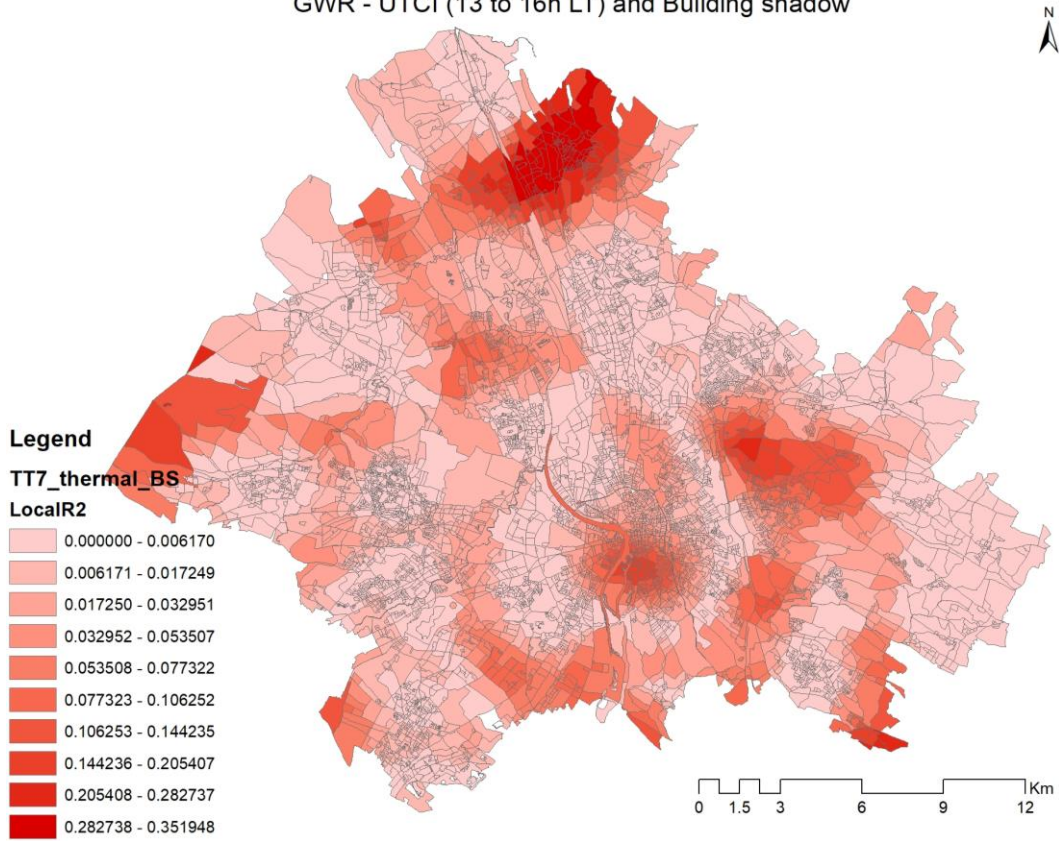 GWR - UTCI (13 to 16h LT) and Building shadow
N
Legend
TT7_thermal_BS
LocalR2
0.000000 - 0.006170
0.006171 - 0.017249
0.017250 - 0.032951
0.032952 - 0.053507
0.053508 - 0.077322
0.077323 - 0.106252
0.106253 - 0.144235
0.144236 - 0.205407
0.205408 - 0.282737
0.282738 - 0.351948
Km
0 1.5 3 6 9 12